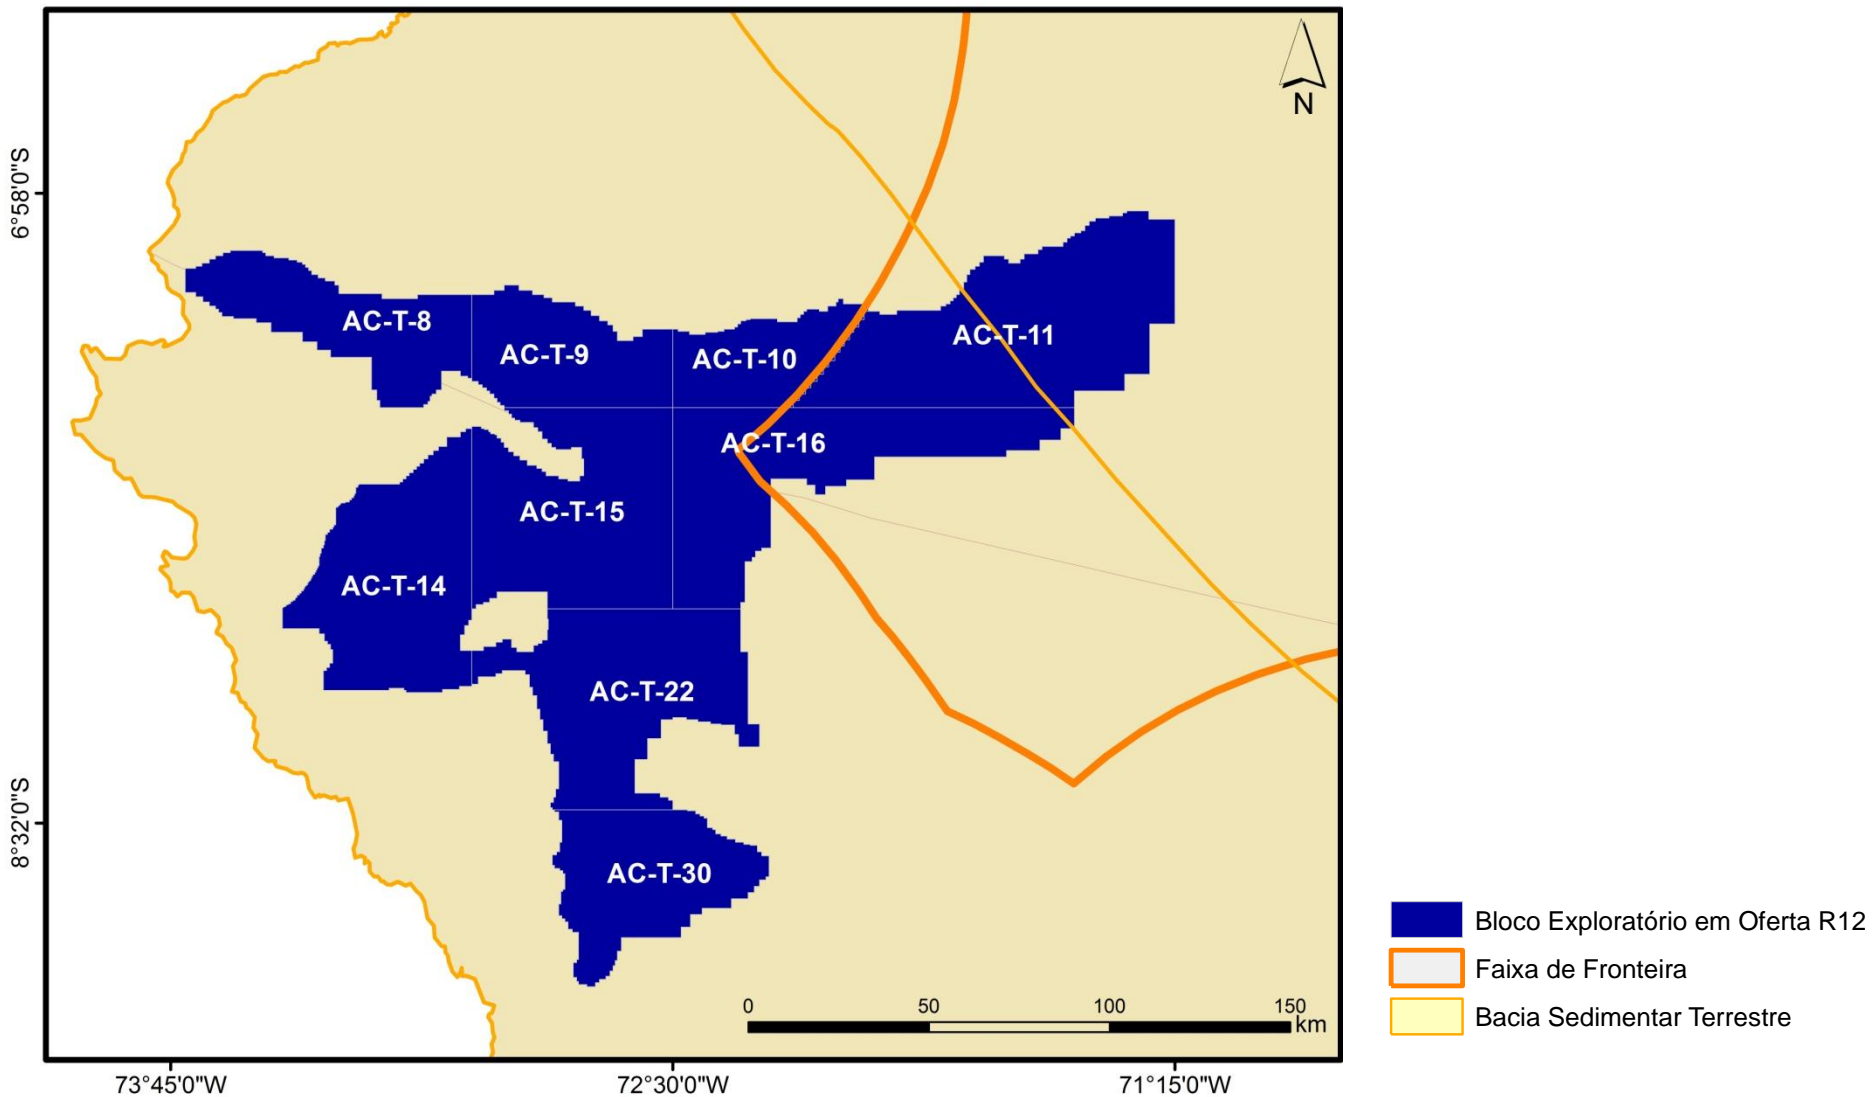 N
6°58'0"S
AC-T-8
AC-T-9
AC-T-10
AC-T-11
AC-T-16
AC-T-15
AC-T-14
AC-T-22
8°32'0"S
AC-T-30
0 50 100 150
km
73°45'0"W 72°30'0"W 71°15'0"W
Bloco Exploratório em Oferta R12
Faixa de Fronteira
Bacia Sedimentar Terrestre